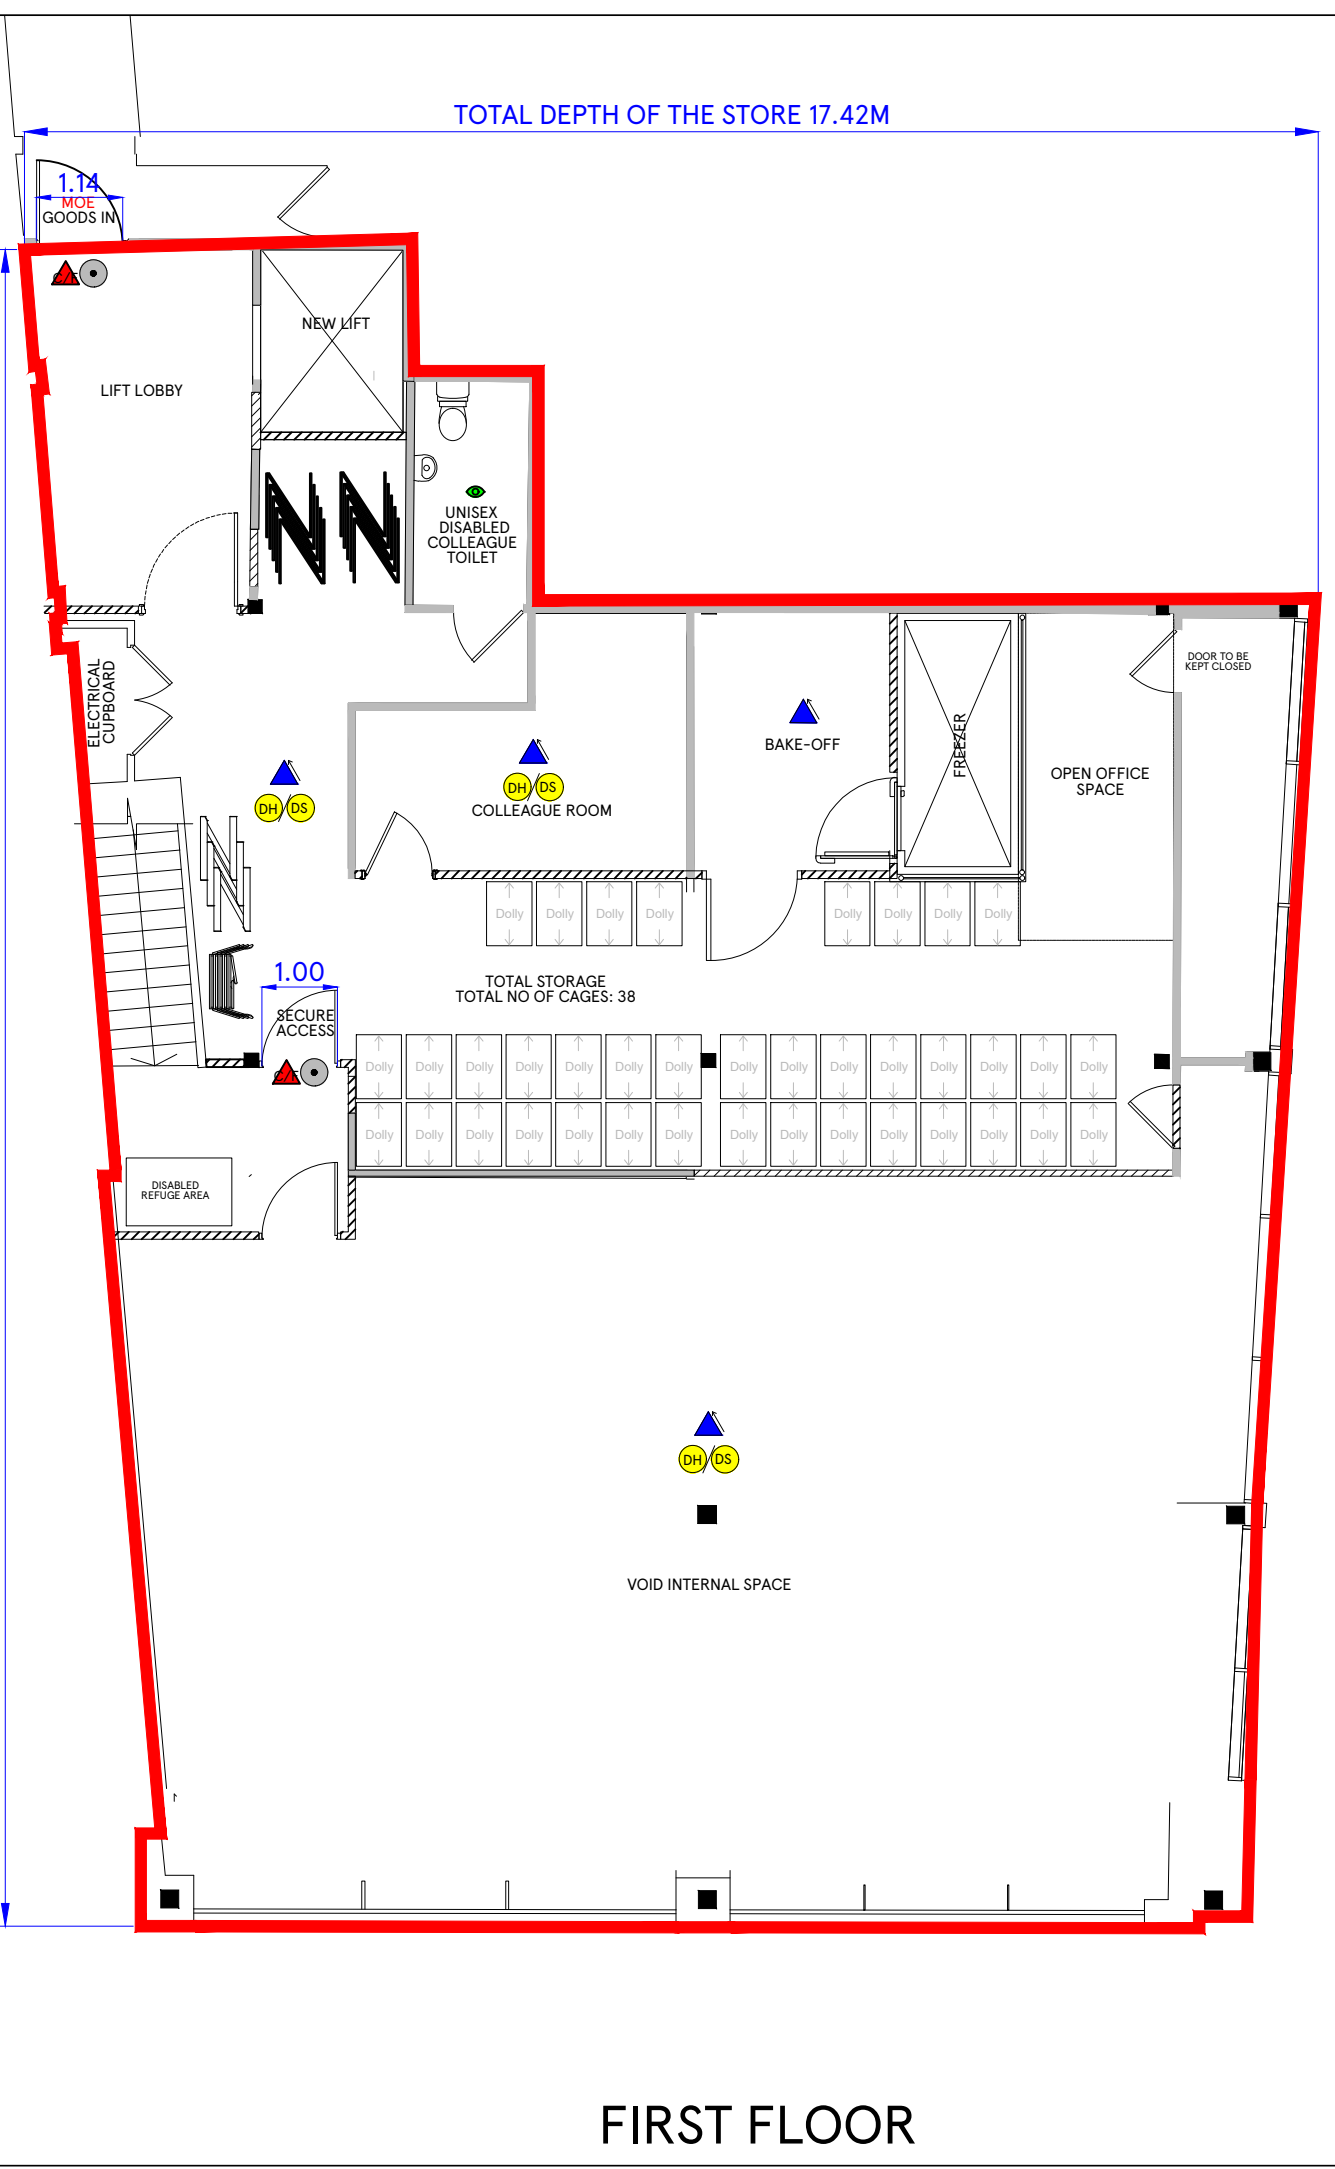 TOTAL DEPTH OF THE STORE 17.42M
1.14
MOE
GOODS IN
C/E
NEW LIFT
LIFT LOBBY
UNISEX
DISABLED
COLLEAGUE
TOILET
ELECTRICAL
CUPBOARD
DOOR TO BE
KEPT CLOSED
BAKE-OFF
FREEZER
OPEN OFFICE
SPACE
DH/DS
DH/DS
COLLEAGUE ROOM
Dolly Dolly Dolly Dolly Dolly Dolly Dolly Dolly
1.00
TOTAL STORAGE
TOTAL NO OF CAGES: 38
SECURE
ACCESS
C/E
Dolly Dolly Dolly Dolly Dolly Dolly Dolly Dolly Dolly Dolly Dolly Dolly Dolly Dolly Dolly
Dolly Dolly Dolly Dolly Dolly Dolly Dolly Dolly Dolly Dolly Dolly Dolly Dolly Dolly Dolly
DISABLED
REFUGE AREA
DH/DS
VOID INTERNAL SPACE
FIRST FLOOR